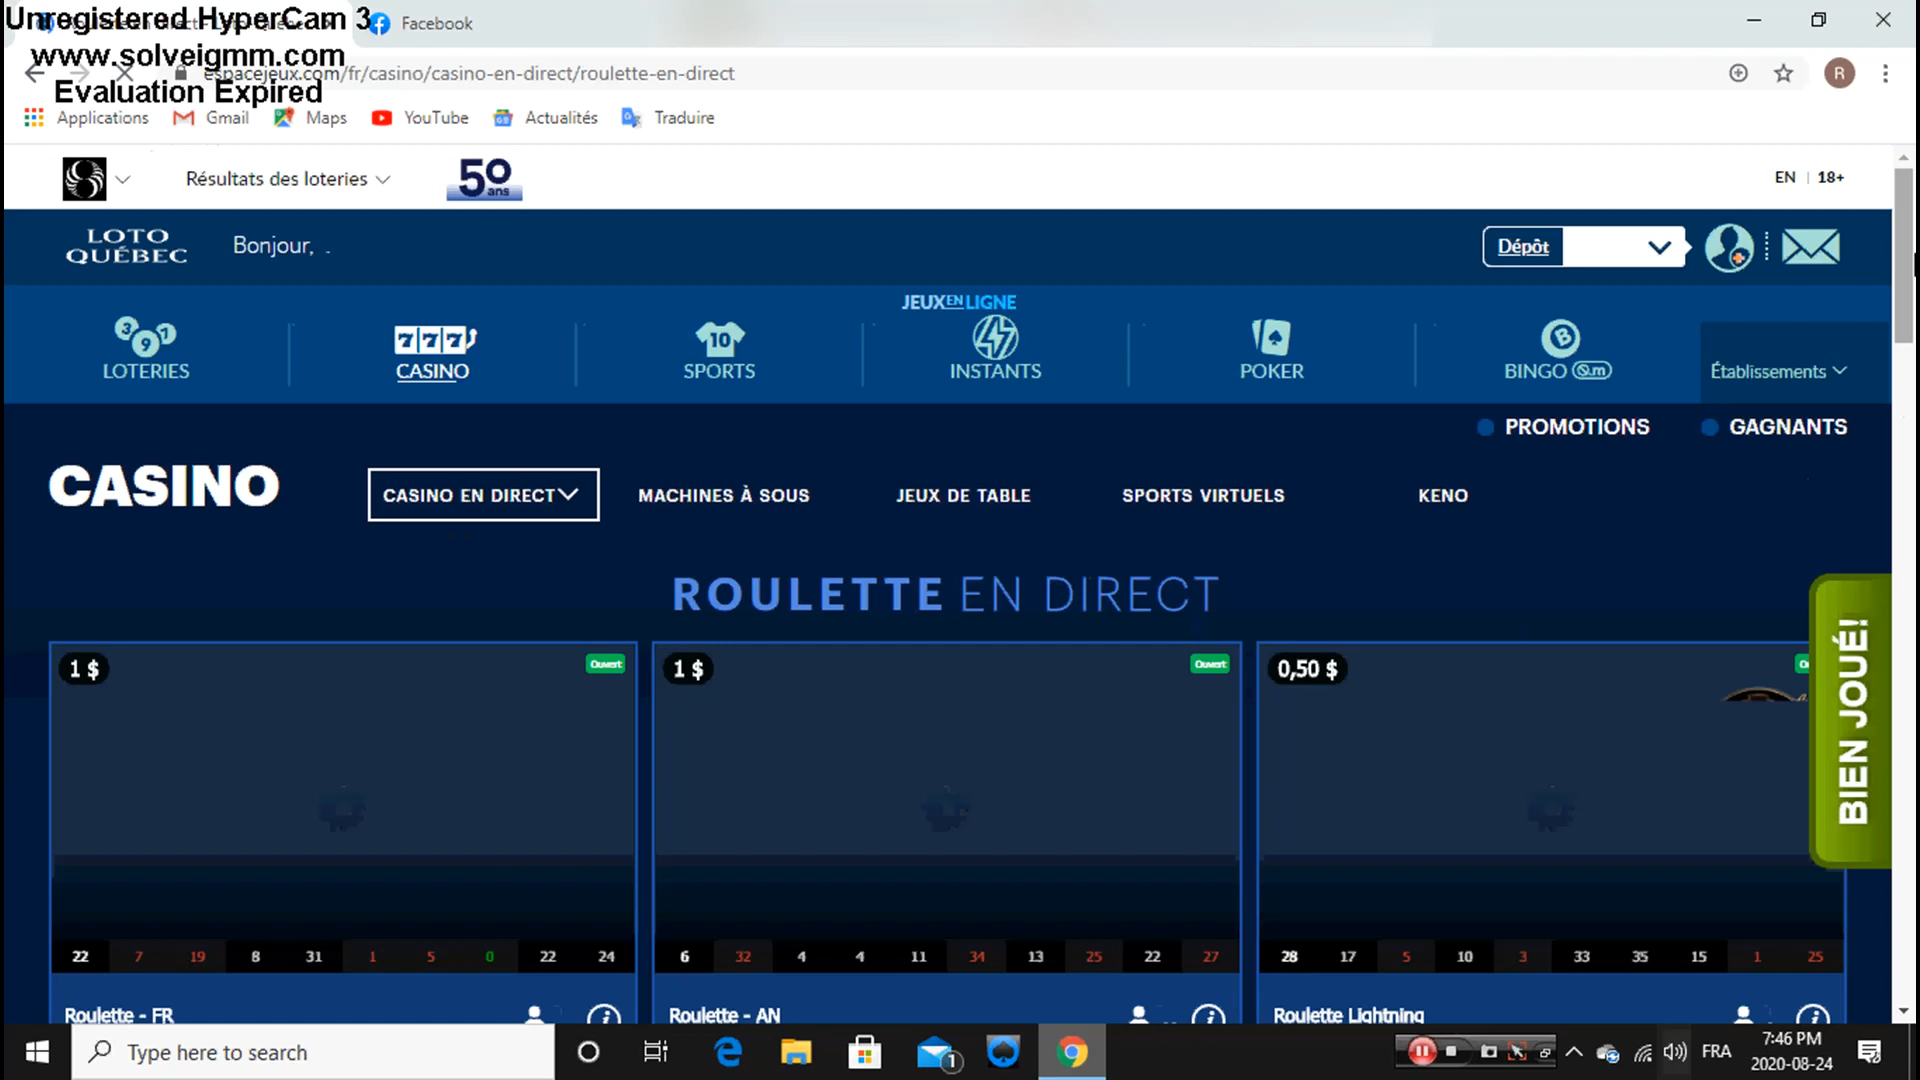 Unregistered HyperCam 3
Facebook
www.solveigmm.com
espacejeux.com/fr/casino/casino-en-direct/roulette-en-direct
R
Evaluation Expired
Applications Gmail Maps YouTube Actualités Traduire
Résultats des loteries 50 ans EN | 18+
LOTO QUÉBEC Bonjour, Dépôt
JEUX EN LIGNE
LOTERIES CASINO SPORTS INSTANTS POKER BINGO Établissements
PROMOTIONS GAGNANTS
CASINO CASINO EN DIRECT MACHINES À SOUS JEUX DE TABLE SPORTS VIRTUELS KENO
ROULETTE EN DIRECT
1 $ Ouvert 1 $ Ouvert 0,50 $
BIEN JOUÉ!
22 7 19 8 31 1 5 0 22 24
6 32 4 4 11 34 13 25 22 27
28 17 5 10 3 33 35 15 1 25
Roulette - FR Roulette - AN Roulette Lightning
Type here to search
1
FRA
7:46 PM
2020-08-24